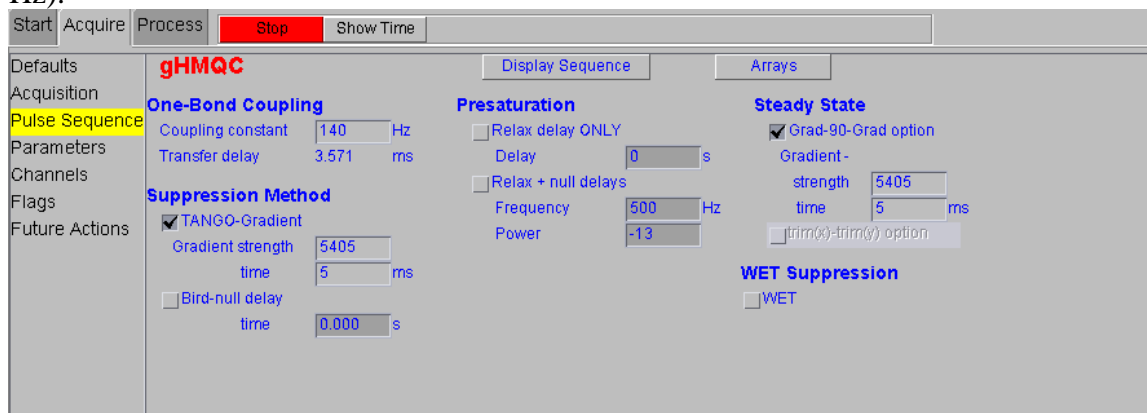 Hz).
Start Acquire Process Stop Show Time
Defaults
Acquisition
Pulse Sequence
Parameters
Channels
Flags
Future Actions
gHMQC Display Sequence Arrays
One-Bond Coupling
Coupling constant 140 Hz
Transfer delay 3.571 ms
Suppression Method
TANGO-Gradient
Gradient strength 5405
time 5 ms
Bird-null delay
time 0.000 s
Presaturation
Relax delay ONLY
Delay 0 s
Relax + null delays
Frequency 500 Hz
Power -13
Steady State
Grad-90-Grad option
Gradient-
strength 5405
time 5 ms
trim(x)-trim(y) option
WET Suppression
WET